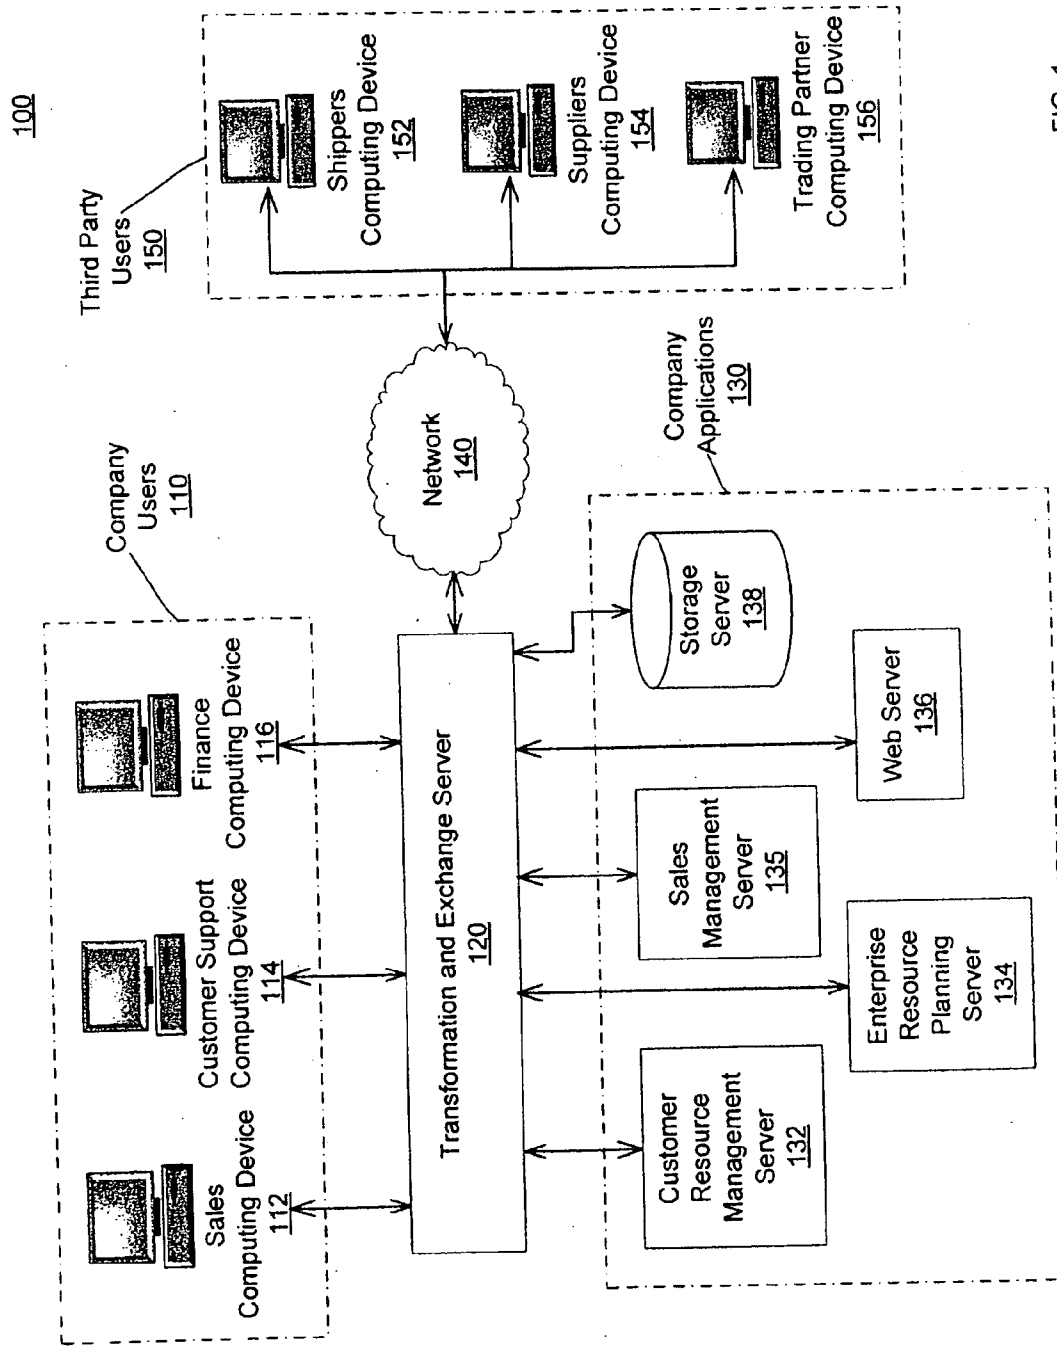 100
Company
Users
110
Third Party
Users
150
Sales
Computing Device
112
Customer Support
Computing Device
114
Finance
Computing Device
116
Transformation and Exchange Server
120
Network
140
Shippers
Computing Device
152
Suppliers
Computing Device
154
Trading Partner
Computing Device
156
Company
Applications
130
Customer
Resource
Management
Server
132
Enterprise
Resource
Planning
Server
134
Sales
Management
Server
135
Web Server
136
Storage
Server
138